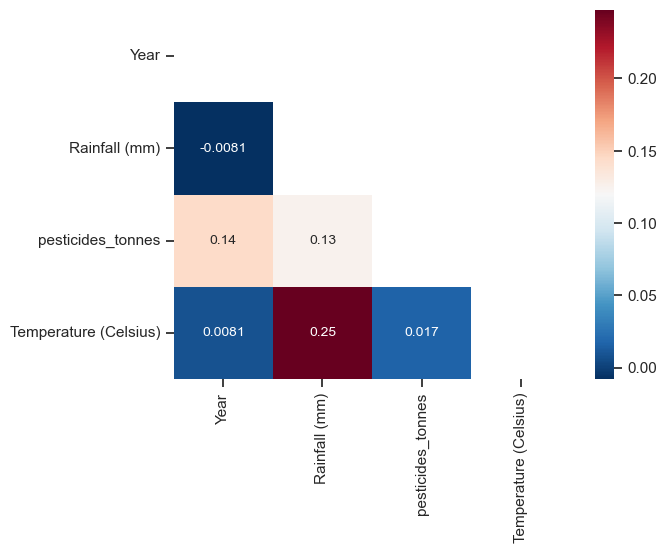 Year
Rainfall (mm)
pesticides_tonnes
Temperature (Celsius)
-0.0081
0.14 0.13
0.0081 0.25 0.017
Year
Rainfall (mm)
pesticides_tonnes
Temperature (Celsius)
0.20
0.15
0.10
0.05
0.00